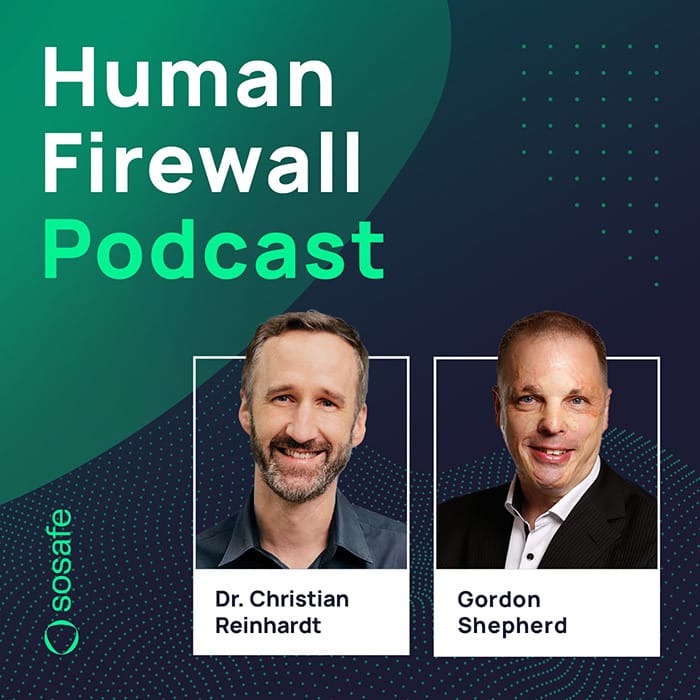 Human
Firewall
Podcast
sosafe
Dr. Christian
Reinhardt
Gordon
Shepherd